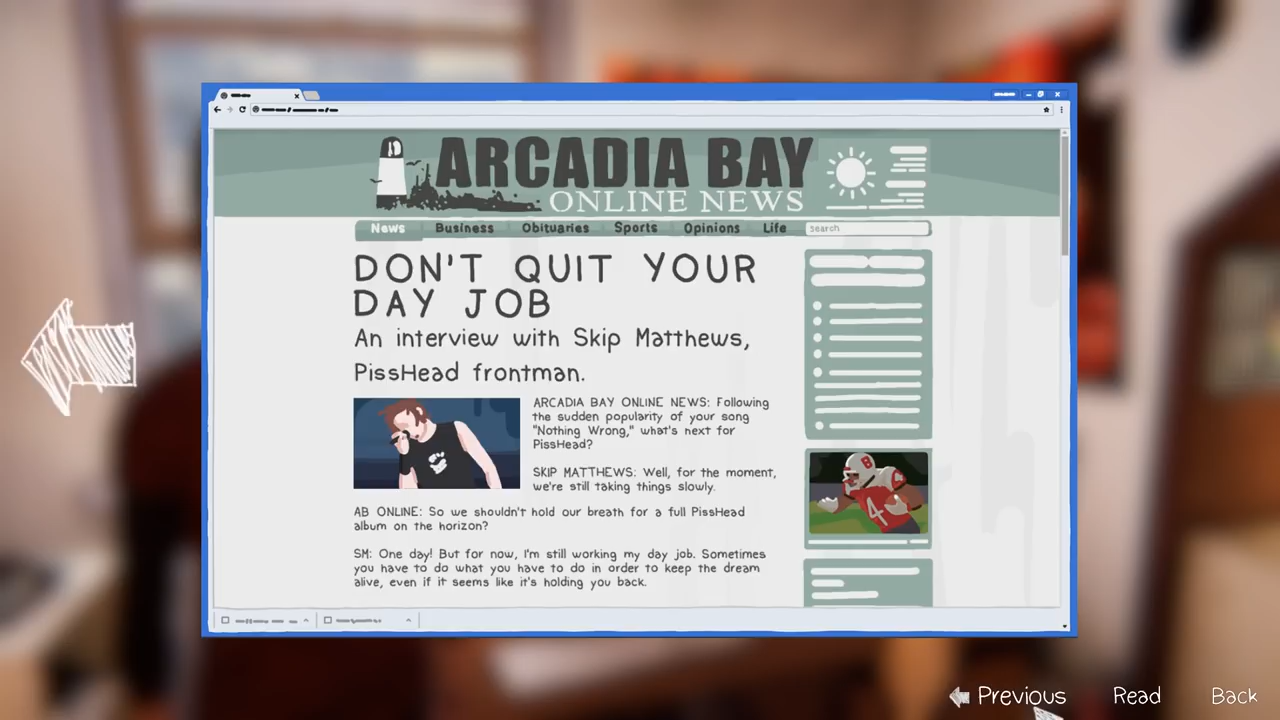 ARCADIA BAY
ONLINE NEWS
News Business Obituaries Sports Opinions Life search
DON'T QUIT YOUR
DAY JOB
An interview with Skip Matthews,
PissHead frontman.
ARCADIA BAY ONLINE NEWS: Following
the sudden popularity of your song
"Nothing Wrong," what's next for
PissHead?
SKIP MATTHEWS: Well, for the moment,
we're still taking things slowly.
AB ONLINE: So we shouldn't hold our breath for a full PissHead
album on the horizon?
SM: One day! But for now, I'm still working my day job. Sometimes
you have to do what you have to do in order to keep the dream
alive, even if it seems like it's holding you back.
B
4
Previous Read Back